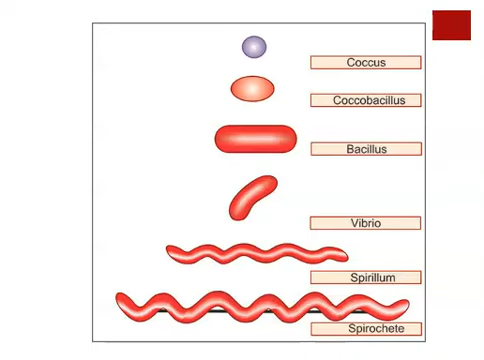 Coccus
Coccobacillus
Bacillus
Vibrio
Spirillum
Spirochete